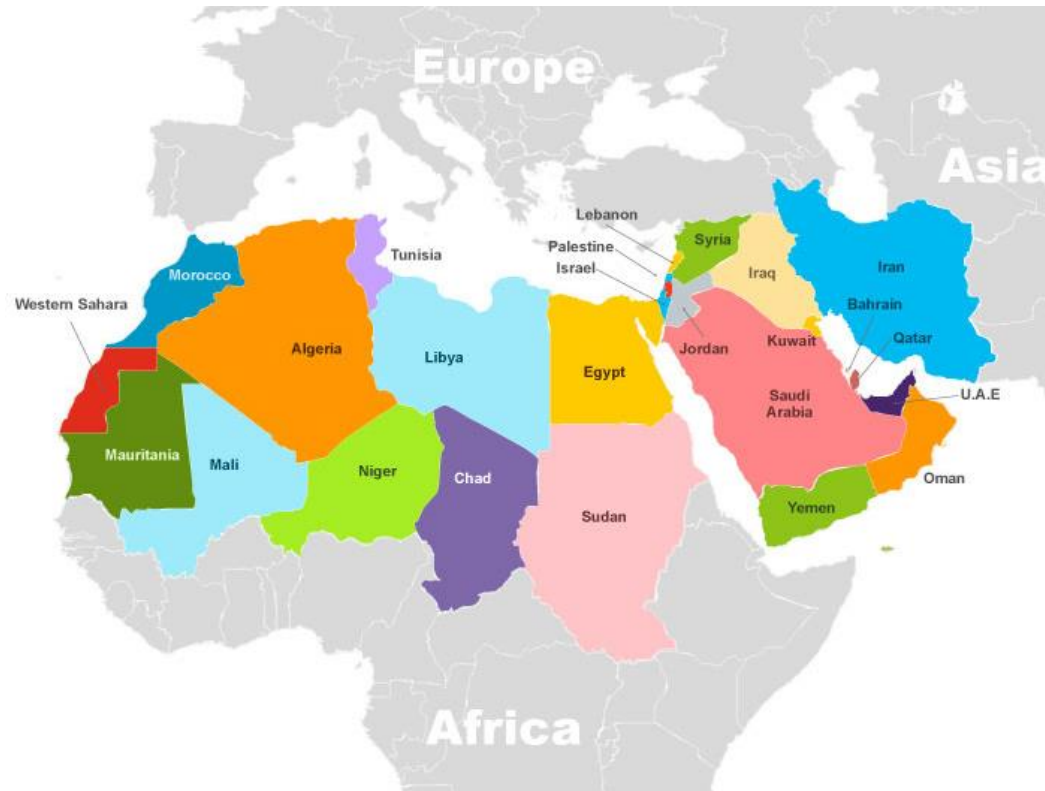 Europe
Asia
Lebanon
Palestine
Israel
Syria
Tunisia
Morocco
Western Sahara
Iraq
Iran
Bahrain
Algeria
Libya
Egypt
Jordan
Kuwait
Qatar
Saudi
Arabia
U.A.E
Mauritania
Mali
Niger
Chad
Sudan
Yemen
Oman
Africa